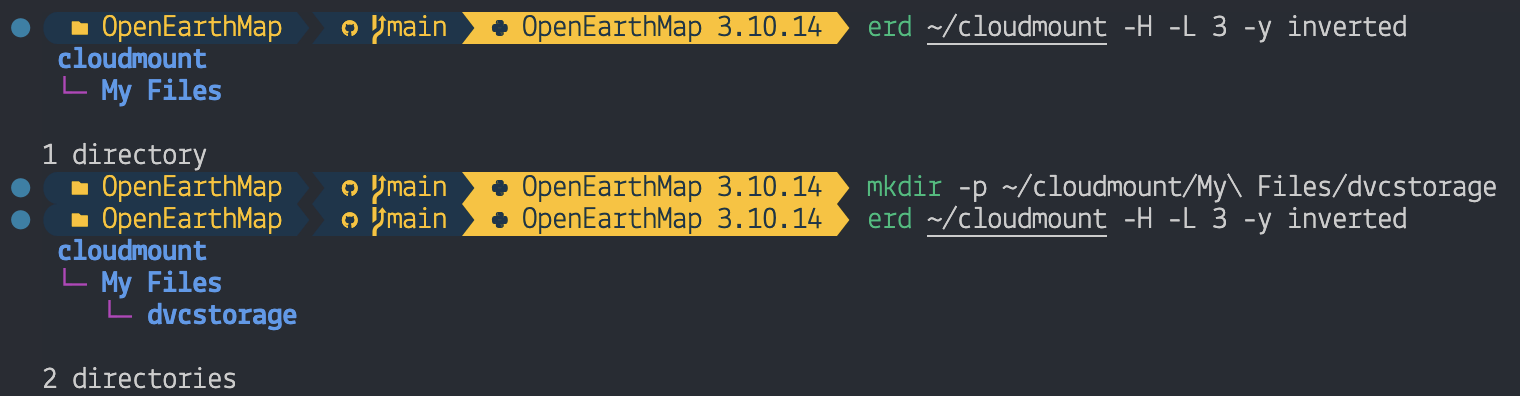 OpenEarthMap main OpenEarthMap 3.10.14 erd ~/cloudmount -H -L 3 -y inverted
cloudmount
└─ My Files
1 directory
OpenEarthMap main OpenEarthMap 3.10.14 mkdir -p ~/cloudmount/My\ Files/dvcstorage
OpenEarthMap main OpenEarthMap 3.10.14 erd ~/cloudmount -H -L 3 -y inverted
cloudmount
└─ My Files
└─ dvcstorage
2 directories